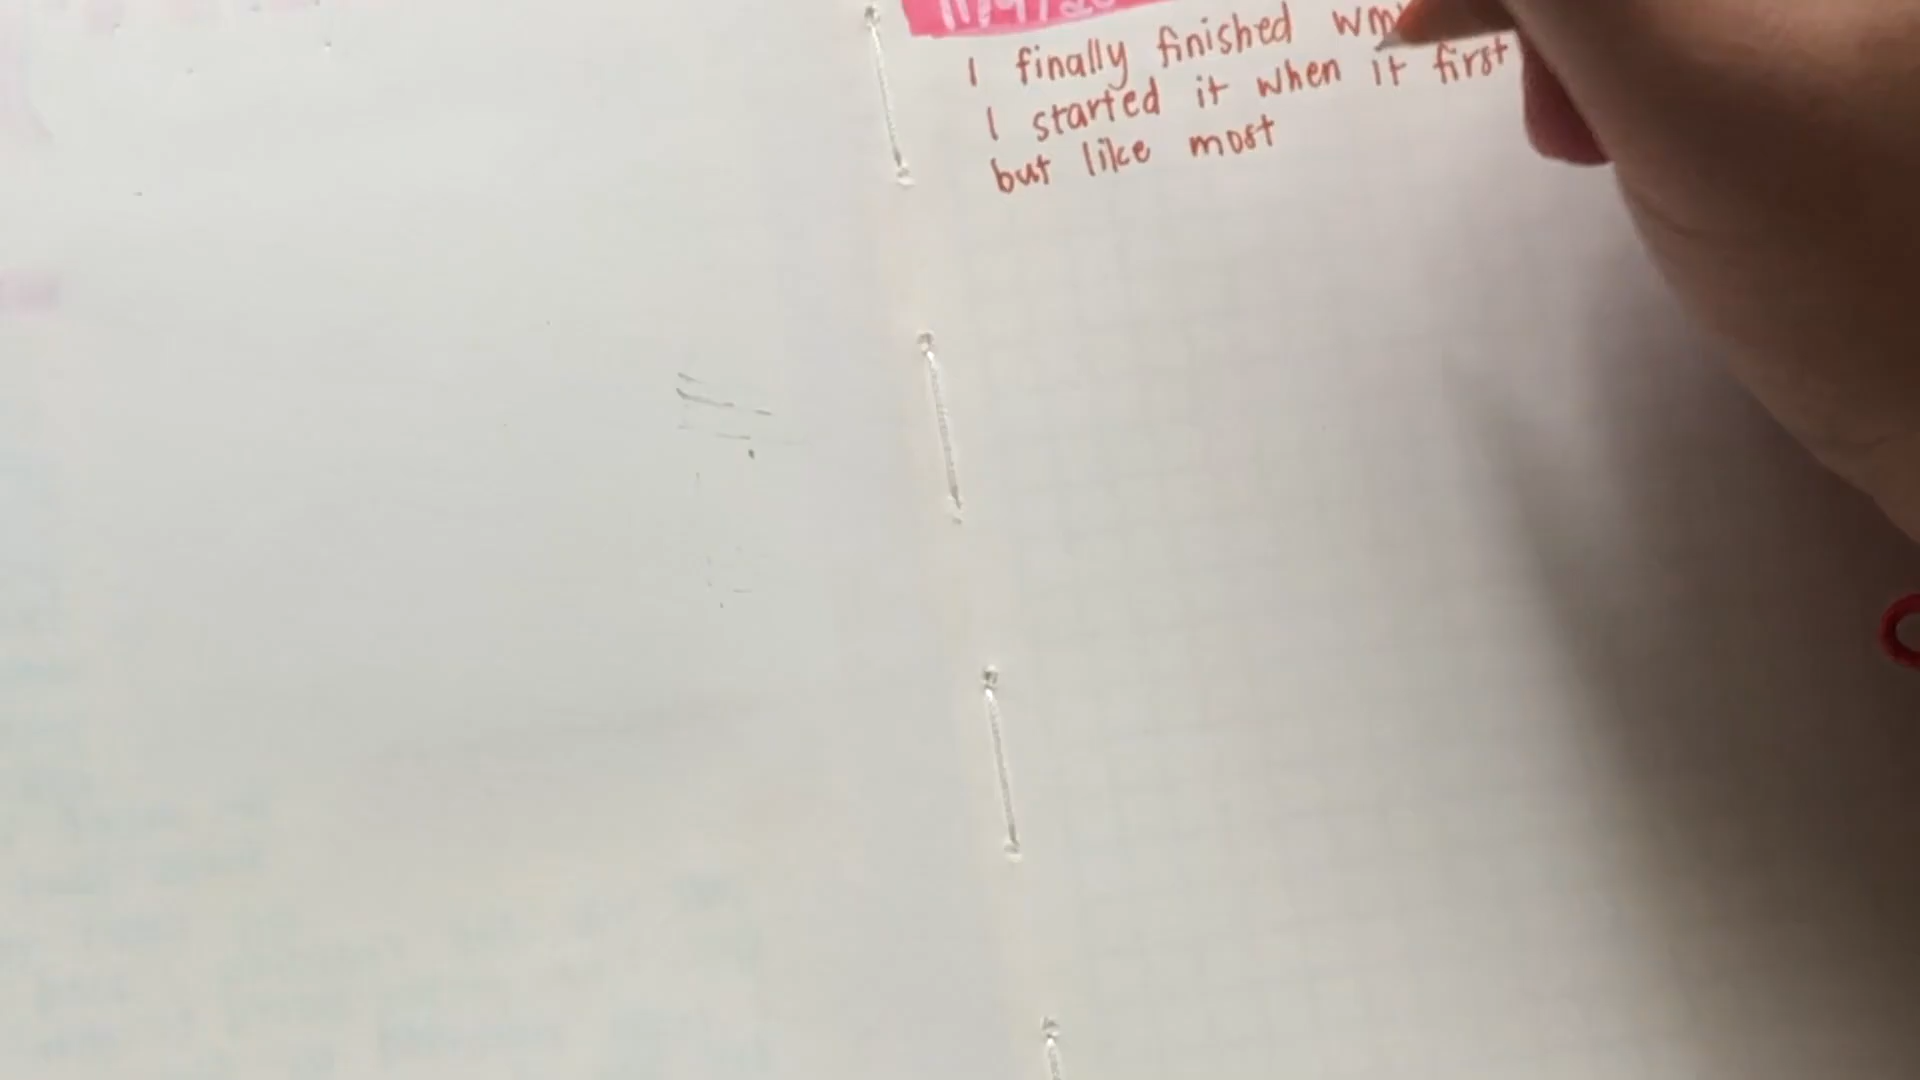 I finally finished
I started it when it first
but like most